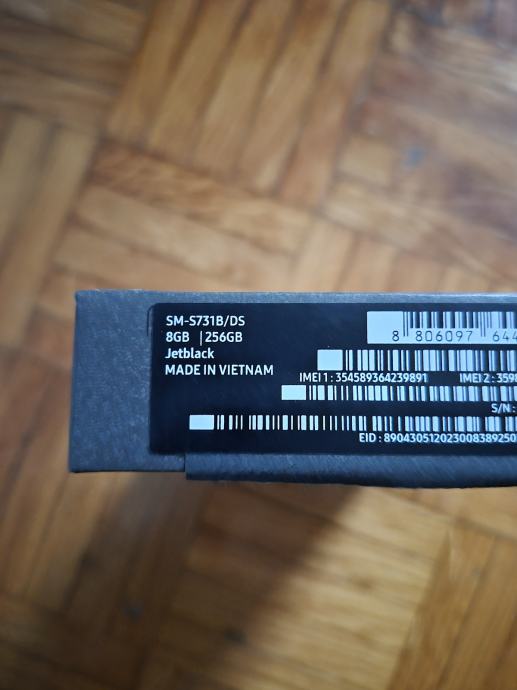 SM-S731B/DS
8GB | 256GB
Jetblack
MADE IN VIETNAM
8 806097 644
IMEI 1 : 354589364239891 IMEI 2 : 359
S/N :
EID : 890430512023008389250